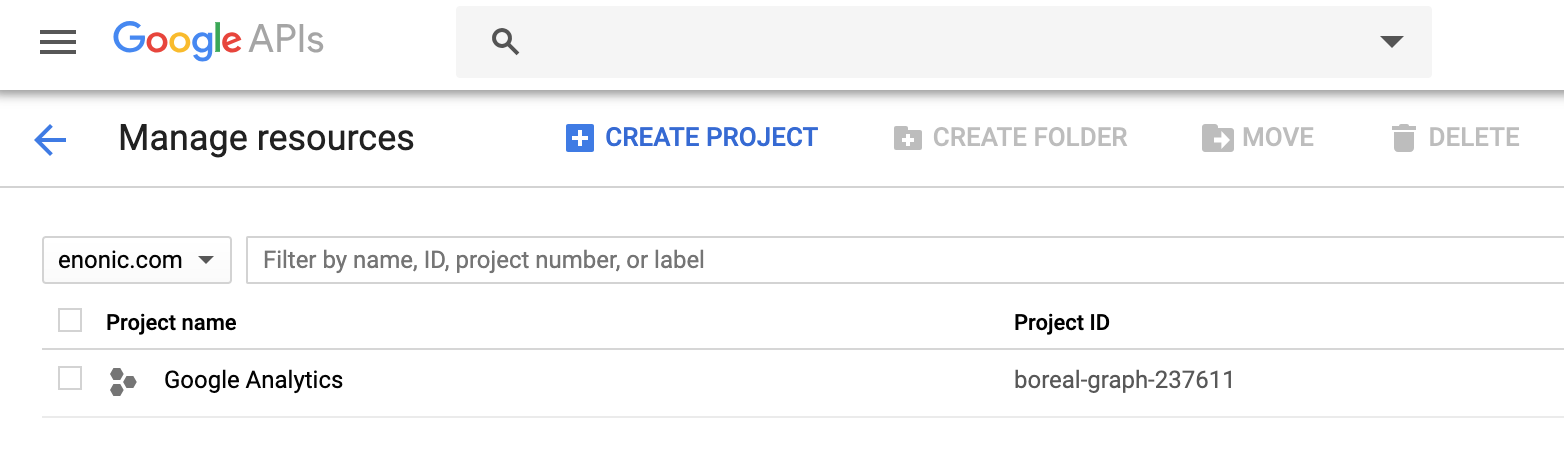 Google APIs
Manage resources
CREATE PROJECT
CREATE FOLDER
MOVE
DELETE
enonic.com
Filter by name, ID, project number, or label
Project name
Project ID
Google Analytics
boreal-graph-237611